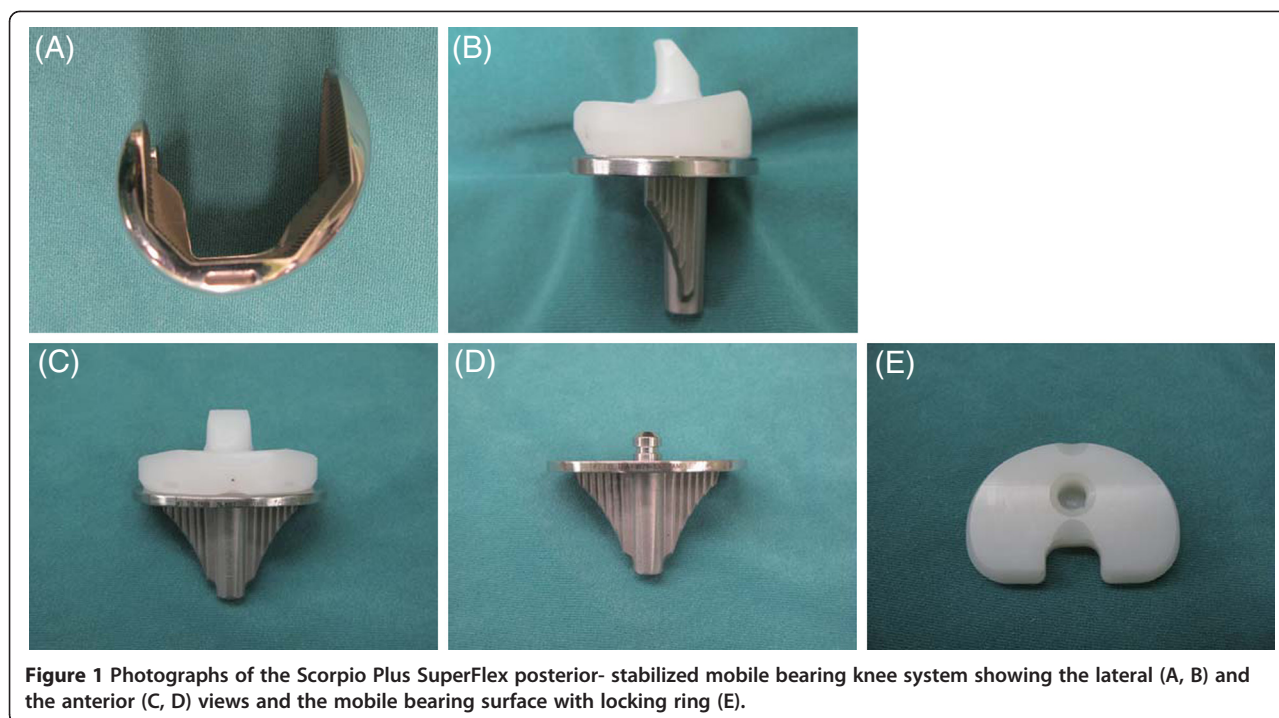 (A)
(B)
(C)
(D)
(E)
Figure 1 Photographs of the Scorpio Plus SuperFlex posterior- stabilized mobile bearing knee system showing the lateral (A, B) and
the anterior (C, D) views and the mobile bearing surface with locking ring (E).